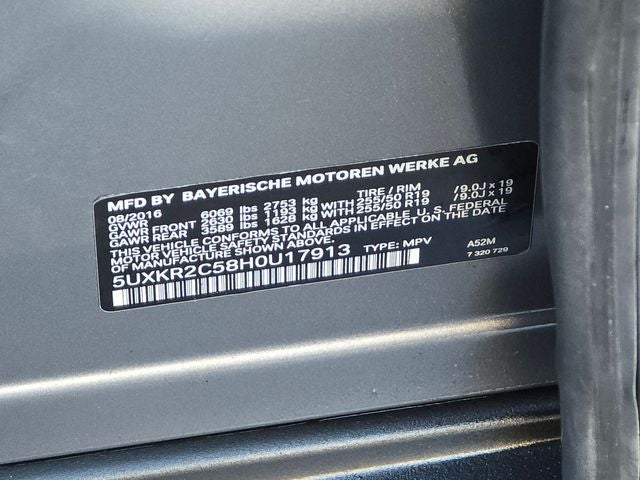 MFD BY BAYERISCHE MOTOREN WERKE AG
08/2016 TIRE / RIM
GVWR 6069 lbs 2753 kg
GAWR FRONT 2630 lbs 1193 kg WITH 255/50 R19 /9.0J x 19
GAWR REAR 3589 lbs 1628 kg WITH 255/50 R19 /9.0J x 19
THIS VEHICLE CONFORMS TO ALL APPLICABLE U.S. FEDERAL
MOTOR VEHICLE SAFETY STANDARDS IN EFFECT ON THE DATE OF
MANUFACTURE SHOWN ABOVE.
5UXKR2C58H0U17913 TYPE: MPV A52M
7 320 729